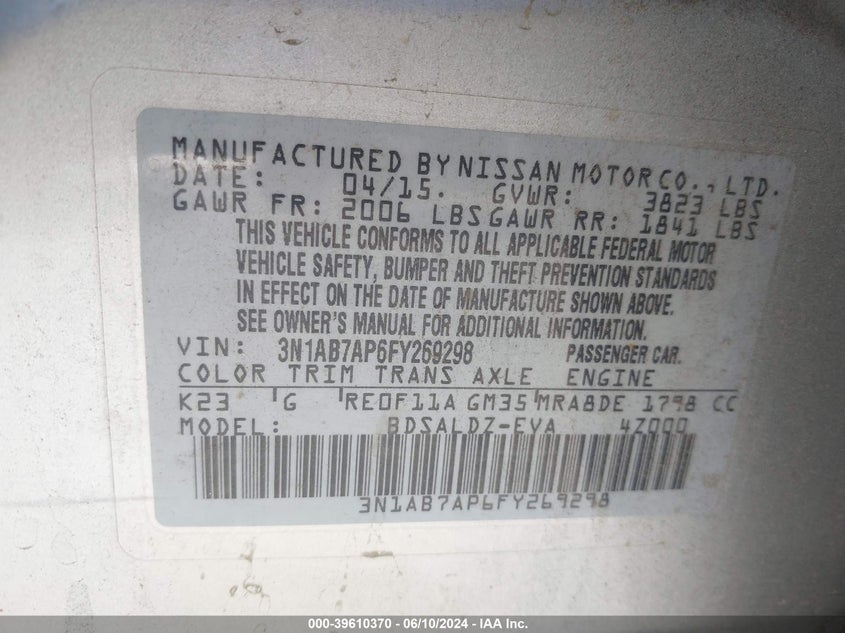 MANUFACTURED BY NISSAN MOTOR CO., LTD.
DATE: 04/15. GVWR: 3823 LBS
GAWR FR: 2006 LBS GAWR RR: 1841 LBS
THIS VEHICLE CONFORMS TO ALL APPLICABLE FEDERAL MOTOR
VEHICLE SAFETY, BUMPER AND THEFT PREVENTION STANDARDS
IN EFFECT ON THE DATE OF MANUFACTURE SHOWN ABOVE.
SEE OWNER'S MANUAL FOR ADDITIONAL INFORMATION.
VIN: 3N1AB7AP6FY269298 PASSENGER CAR.
COLOR TRIM TRANS AXLE ENGINE
K23 G RE0F11A GM35 MRA8DE 1798 CC
MODEL: BDSALDZ-EVA 4Z000
3N1AB7AP6FY269298
000-39610370 - 06/10/2024 - IAA Inc.